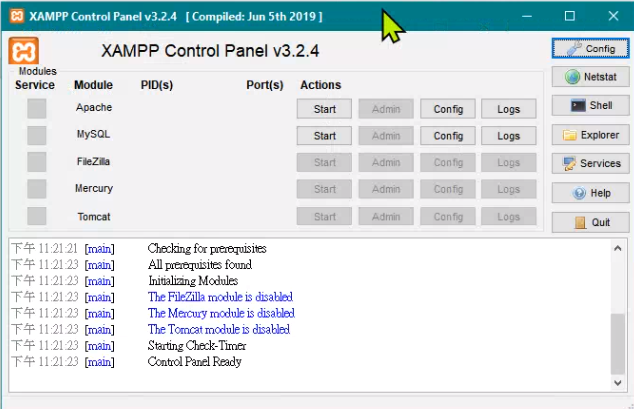 XAMPP Control Panel v3.2.4 [ Compiled: Jun 5th 2019 ]
XAMPP Control Panel v3.2.4
Config
Modules
Service Module PID(s) Port(s) Actions
Netstat
Apache Start Admin Config Logs
Shell
MySQL Start Admin Config Logs
Explorer
FileZilla Start Admin Config Logs
Services
Mercury Start Admin Config Logs
Help
Tomcat Start Admin Config Logs
Quit
下午 11:21:21 [main] Checking for prerequisites
下午 11:21:23 [main] All prerequisites found
下午 11:21:23 [main] Initializing Modules
下午 11:21:23 [main] The FileZilla module is disabled
下午 11:21:23 [main] The Mercury module is disabled
下午 11:21:23 [main] The Tomcat module is disabled
下午 11:21:23 [main] Starting Check-Timer
下午 11:21:23 [main] Control Panel Ready